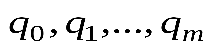 q₀, q₁,..., qₘ